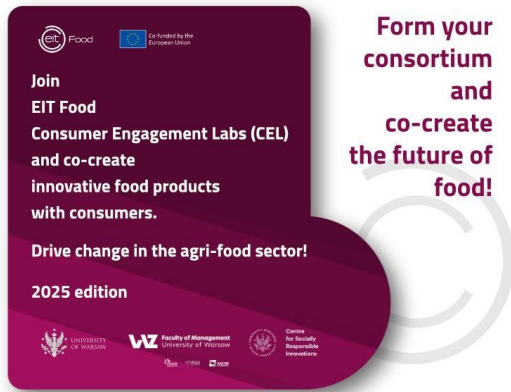 eit Food
Co-funded by the
European Union
Join
EIT Food
Consumer Engagement Labs (CEL)
and co-create
innovative food products
with consumers.
Drive change in the agri-food sector!
2025 edition
Form your
consortium
and
co-create
the future of
food!
UNIVERSITY
OF WARSAW
WZ
Faculty of Management
University of Warsaw
Centre
for Socially
Responsible
Innovations